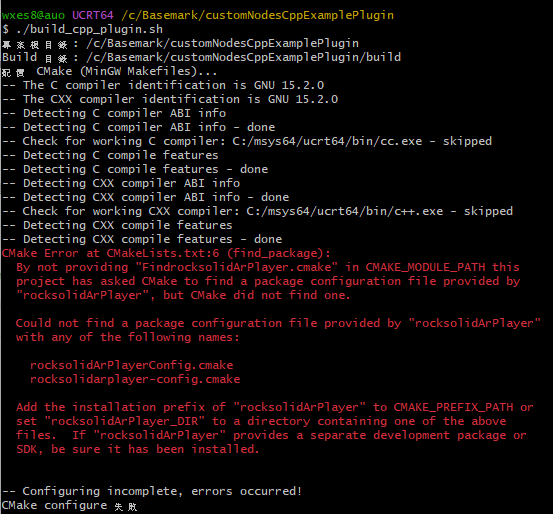 wxes8@auo UCRT64 /c/Basemark/customNodesCppExamplePlugin
$ ./build_cpp_plugin.sh
專案根目錄: /c/Basemark/customNodesCppExamplePlugin
Build 目錄: /c/Basemark/customNodesCppExamplePlugin/build
配置 CMake (MinGW Makefiles)...
-- The C compiler identification is GNU 15.2.0
-- The CXX compiler identification is GNU 15.2.0
-- Detecting C compiler ABI info
-- Detecting C compiler ABI info - done
-- Check for working C compiler: C:/msys64/ucrt64/bin/cc.exe - skipped
-- Detecting C compile features
-- Detecting C compile features - done
-- Detecting CXX compiler ABI info
-- Detecting CXX compiler ABI info - done
-- Check for working CXX compiler: C:/msys64/ucrt64/bin/c++.exe - skipped
-- Detecting CXX compile features
-- Detecting CXX compile features - done
CMake Error at CMakeLists.txt:6 (find_package):
  By not providing "FindrocksolidArPlayer.cmake" in CMAKE_MODULE_PATH this
  project has asked CMake to find a package configuration file provided by
  "rocksolidArPlayer", but CMake did not find one.

  Could not find a package configuration file provided by "rocksolidArPlayer"
  with any of the following names:

    rocksolidArPlayerConfig.cmake
    rocksolidarplayer-config.cmake

  Add the installation prefix of "rocksolidArPlayer" to CMAKE_PREFIX_PATH or
  set "rocksolidArPlayer_DIR" to a directory containing one of the above
  files.  If "rocksolidArPlayer" provides a separate development package or
  SDK, be sure it has been installed.

-- Configuring incomplete, errors occurred!
CMake configure 失敗